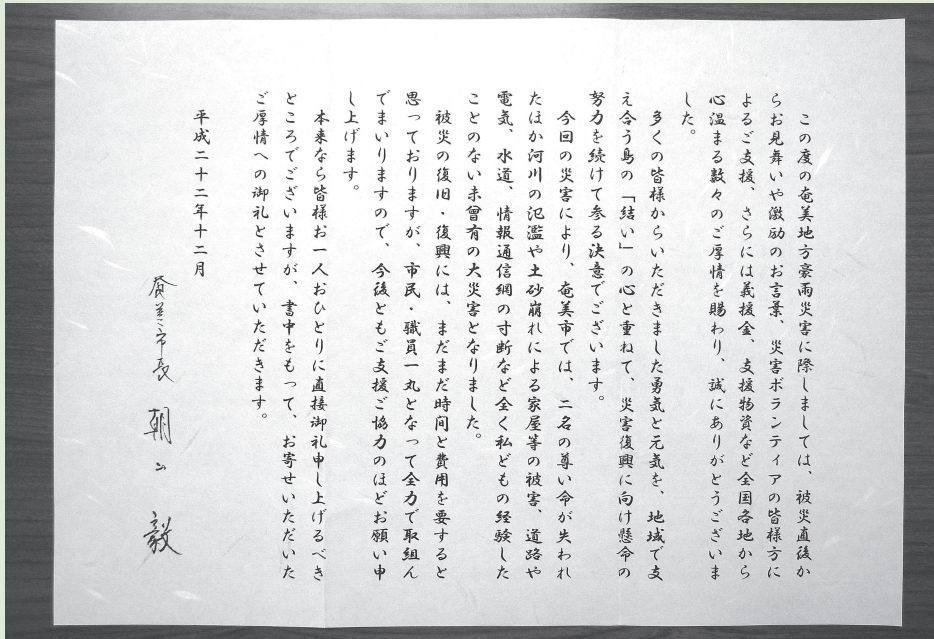 この度の奄美地方豪雨災害に際しましては、被災直後か
らお見舞いや激励のお言葉、災害ボランティアの皆様方に
よるご支援、さらには義援金、支援物資など全国各地から
心温まる数々のご厚情を賜わり、誠にありがとうございま
した。
多くの皆様からいただきました勇気と元気を、地域で支
え合う島の「結い」の心と重ねて、災害復興に向け懸命の
努力を続けて参る決意でございます。
今回の災害により、奄美市では、二名の尊い命が失われ
たほか河川の氾濫や土砂崩れによる家屋等の被害、道路や
電気、水道、情報通信網の寸断など全く私どもの経験した
ことのない未曾有の大災害となりました。
被災の復旧・復興には、まだまだ時間と費用を要すると
思っておりますが、市民・職員一丸となって全力で取組ん
でまいりますので、今後ともご支援ご協力のほどお願い申
し上げます。
本来なら皆様お一人おひとりに直接御礼申し上げるべき
ところでございますが、書中をもって、お寄せいただいた
ご厚情への御礼とさせていただきます。
平成二十二年十二月
奄美市長 朝山 毅